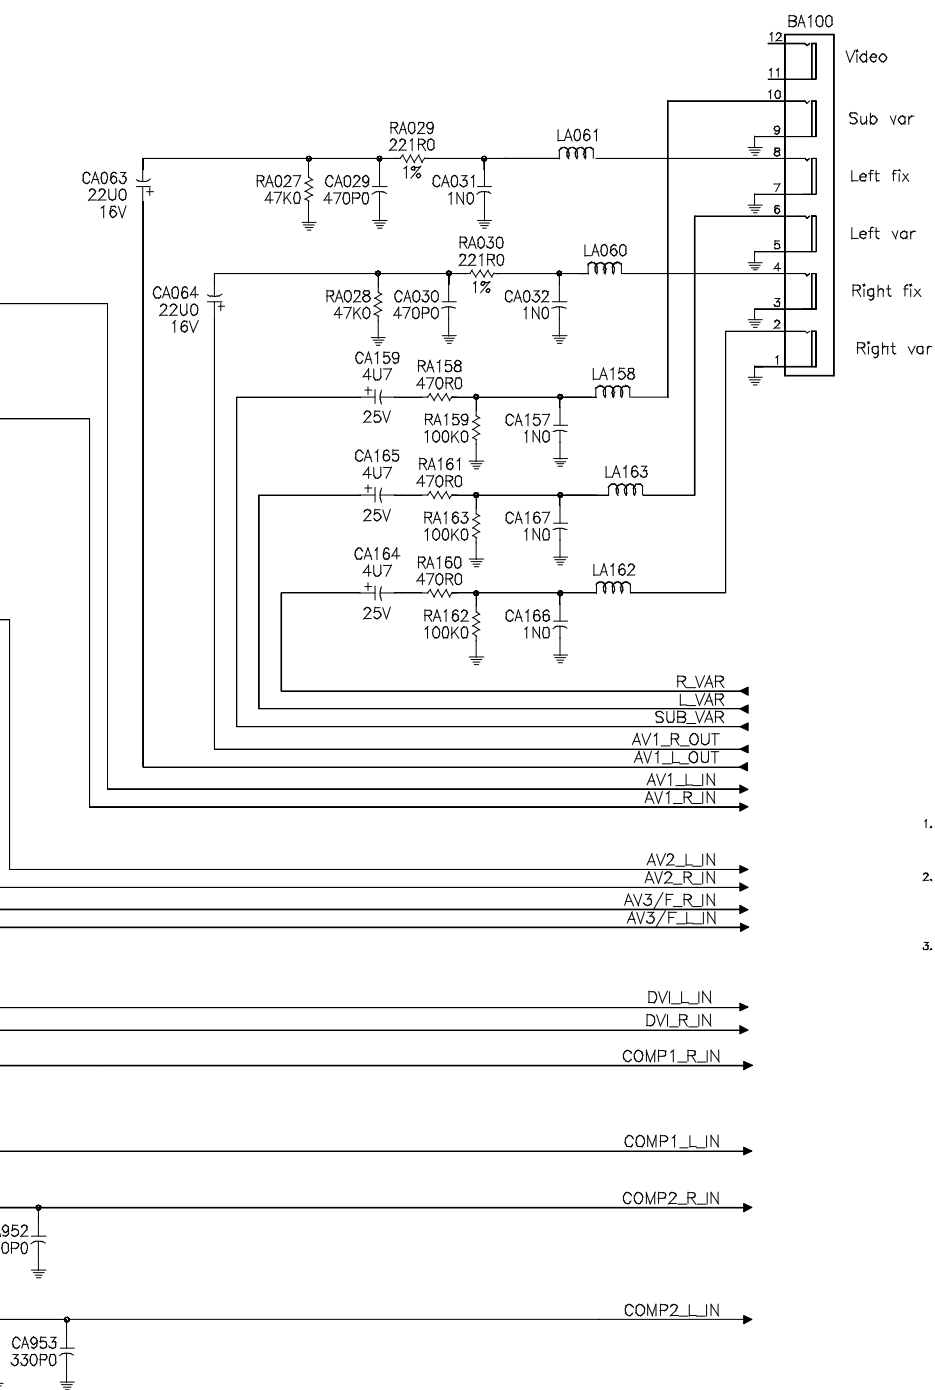 BA100
12
Video
11
10
Sub var
9
8
Left fix
7
6
Left var
5
4
Right fix
3
2
Right var
1
RA029
221R0
1%
LA061
CA063
22U0
16V
RA027
47K0
CA029
470P0
CA031
1N0
RA030
221R0
1%
LA060
CA064
22U0
16V
RA028
47K0
CA030
470P0
CA032
1N0
CA159
4U7
25V
RA158
470R0
LA158
RA159
100K0
CA157
1N0
CA165
4U7
25V
RA161
470R0
LA163
RA163
100K0
CA167
1N0
CA164
4U7
25V
RA160
470R0
LA162
RA162
100K0
CA166
1N0
R_VAR
L_VAR
SUB_VAR
AV1_R_OUT
AV1_L_OUT
AV1_L_IN
AV1_R_IN
1.
AV2_L_IN
AV2_R_IN
2.
AV3/F_R_IN
AV3/F_L_IN
3.
DVI_L_IN
DVI_R_IN
COMP1_R_IN
COMP1_L_IN
COMP2_R_IN
952
0P0
COMP2_L_IN
CA953
330P0